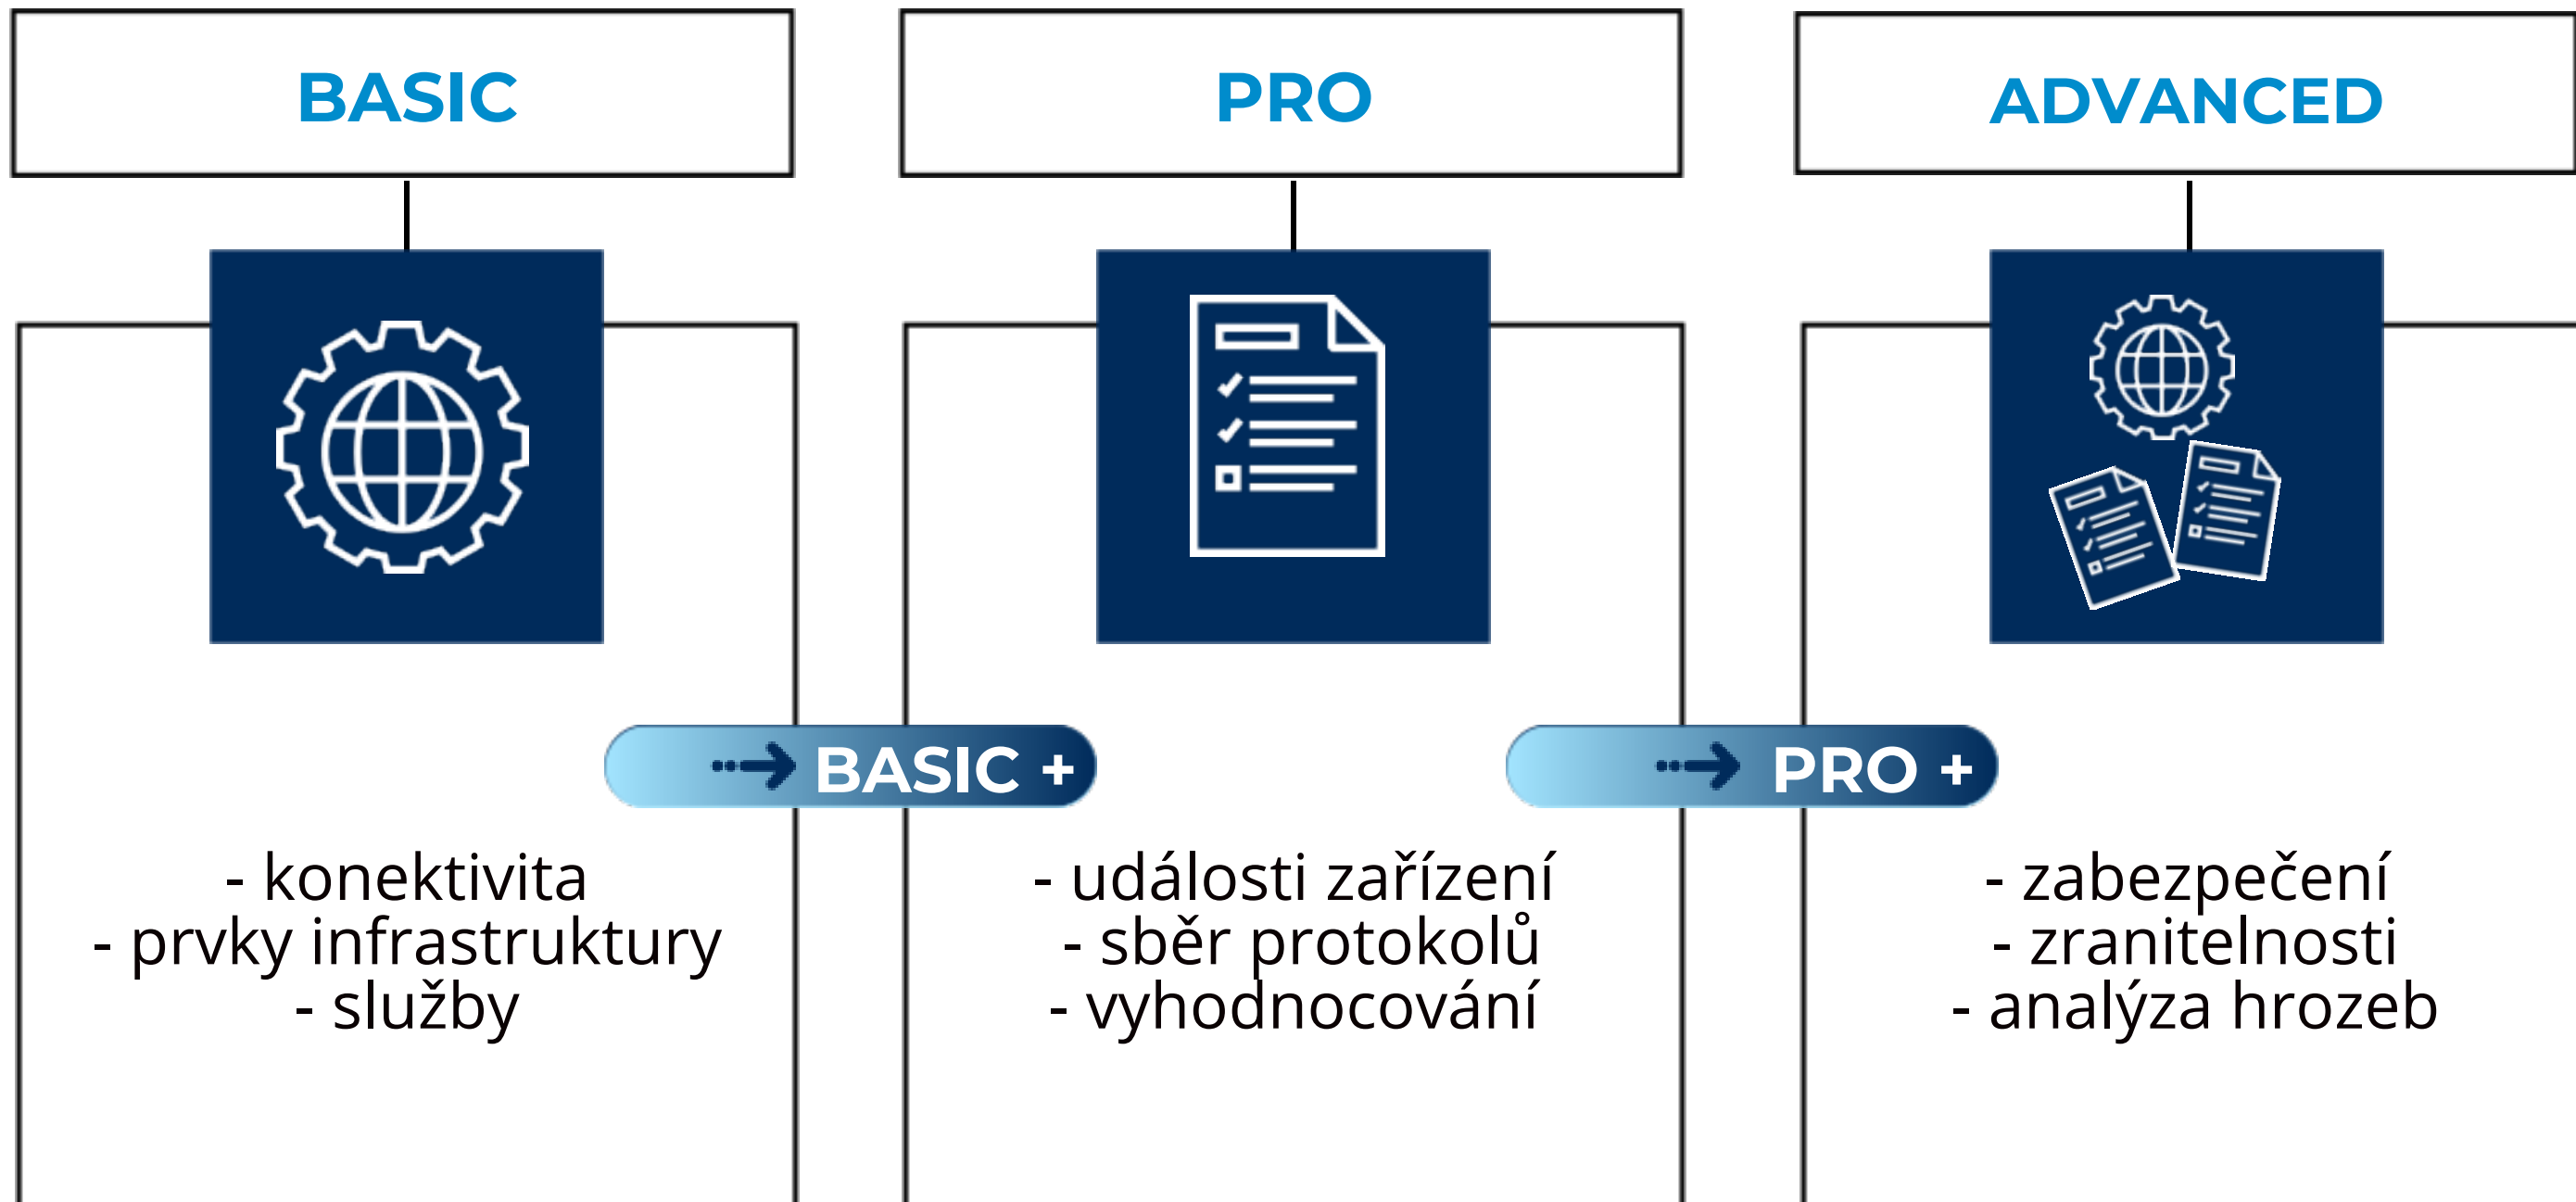 BASIC
PRO
ADVANCED
BASIC +
PRO +
- konektivita
- prvky infrastruktury
- služby
- události zařízení
- sběr protokolů
- vyhodnocování
- zabezpečení
- zranitelnosti
- analýza hrozeb